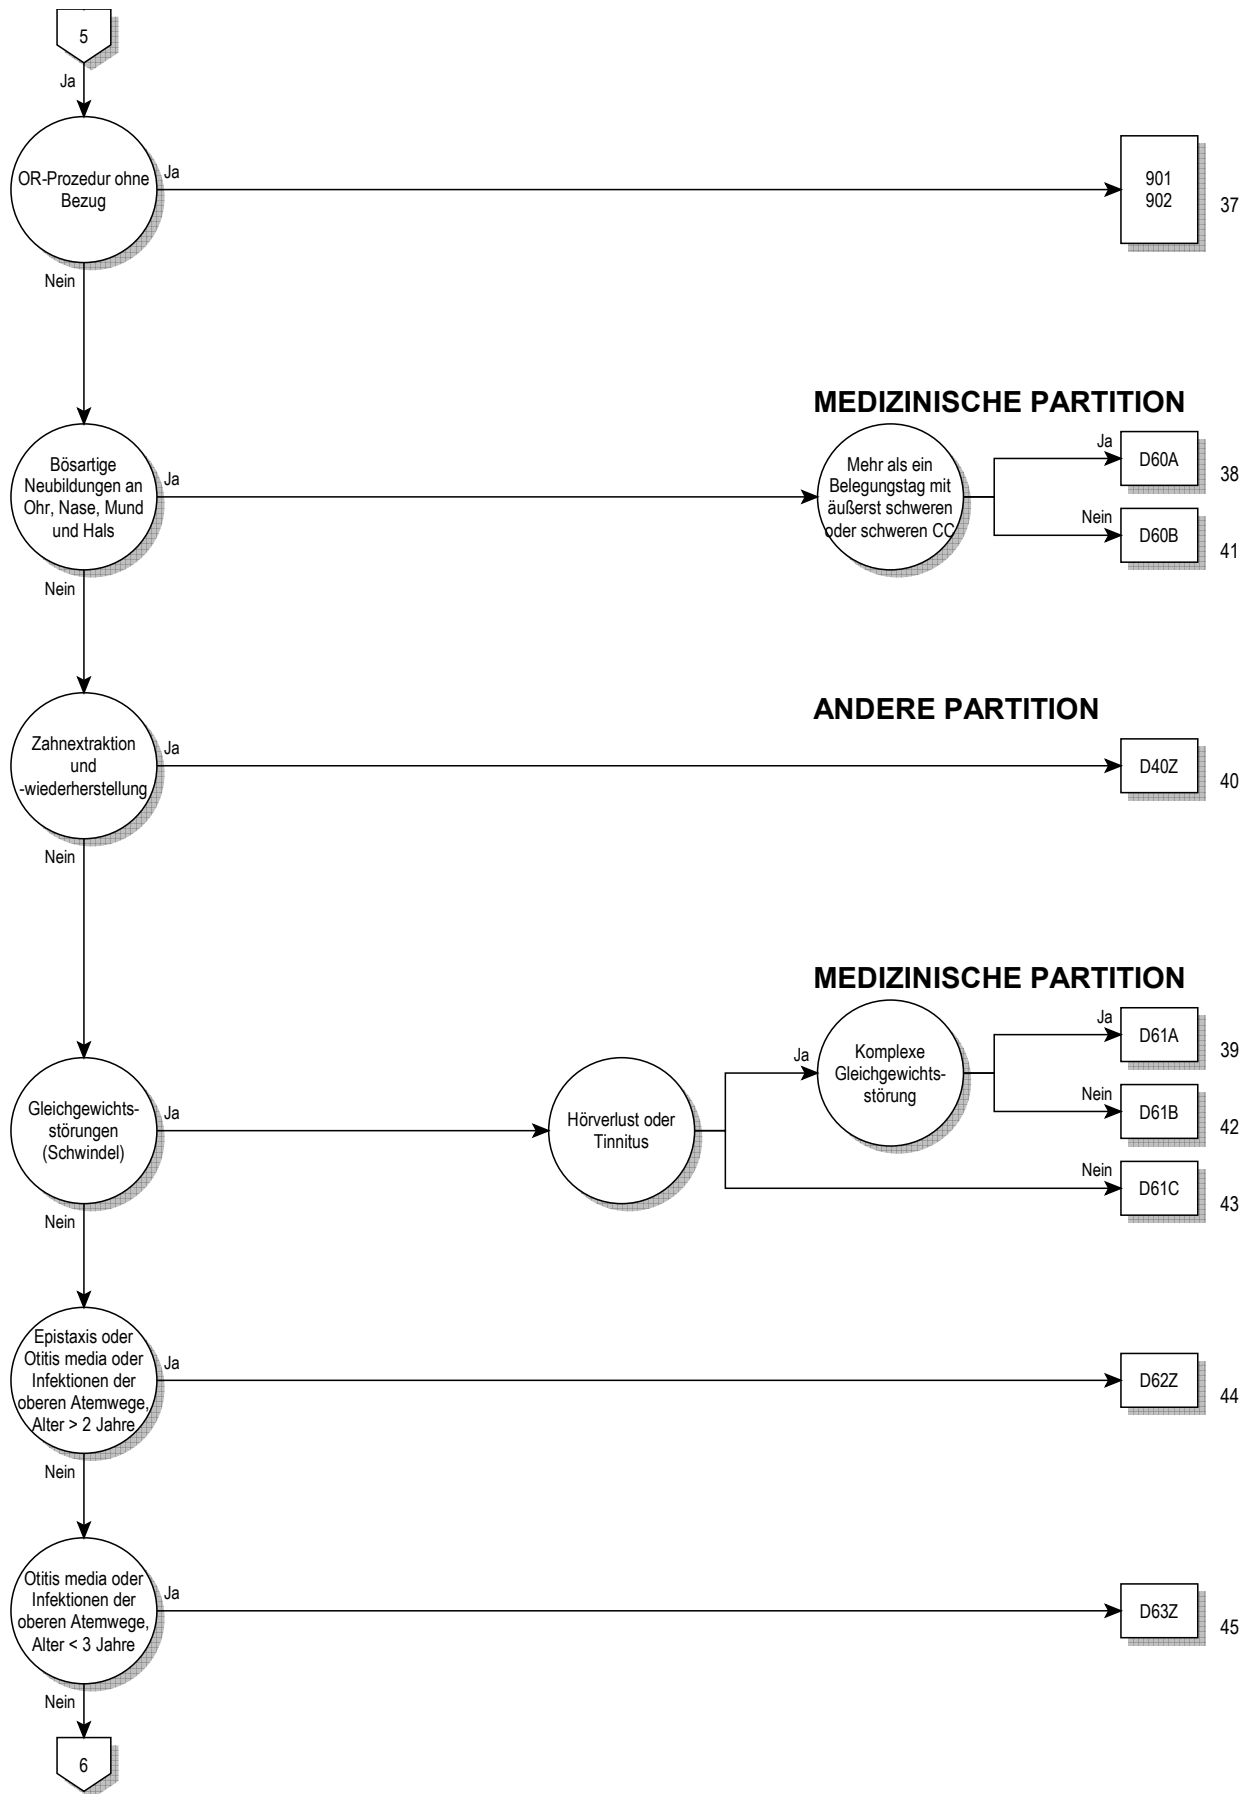 5
Ja
OR-Prozedur ohne
Bezug
Ja
901
902
37
Nein
MEDIZINISCHE PARTITION
Bösartige
Neubildungen an
Ohr, Nase, Mund
und Hals
Ja
Mehr als ein
Belegungstag mit
äußerst schweren
oder schweren CC
Ja
D60A
38
Nein
D60B
41
Nein
ANDERE PARTITION
Zahnextraktion
und
-wiederherstellung
Ja
D40Z
40
Nein
MEDIZINISCHE PARTITION
Gleichgewichts-
störungen
(Schwindel)
Ja
Hörverlust oder
Tinnitus
Ja
Komplexe
Gleichgewichts-
störung
Ja
D61A
39
Nein
D61B
42
Nein
D61C
43
Nein
Epistaxis oder
Otitis media oder
Infektionen der
oberen Atemwege,
Alter > 2 Jahre
Ja
D62Z
44
Nein
Otitis media oder
Infektionen der
oberen Atemwege,
Alter < 3 Jahre
Ja
D63Z
45
Nein
6